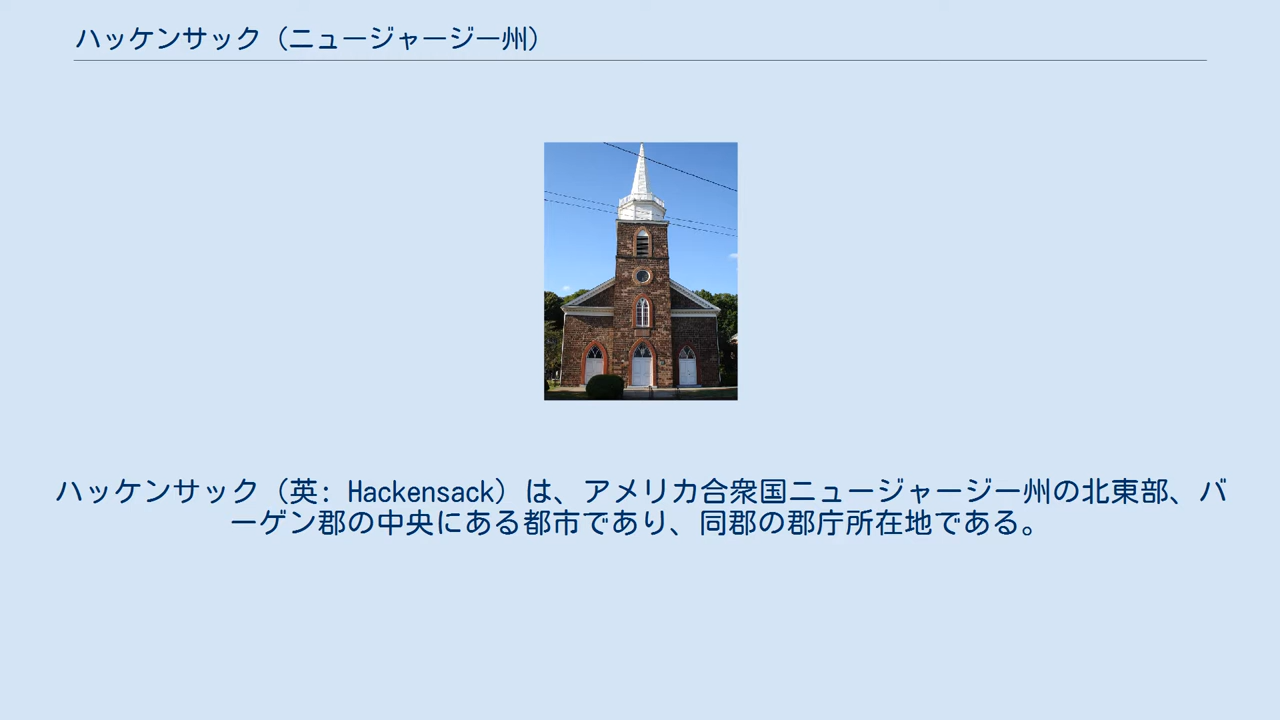 ハッケンサック（ニュージャージー州）
ハッケンサック（英: Hackensack）は、アメリカ合衆国ニュージャージー州の北東部、バ
ーゲン郡の中央にある都市であり、同郡の郡庁所在地である。